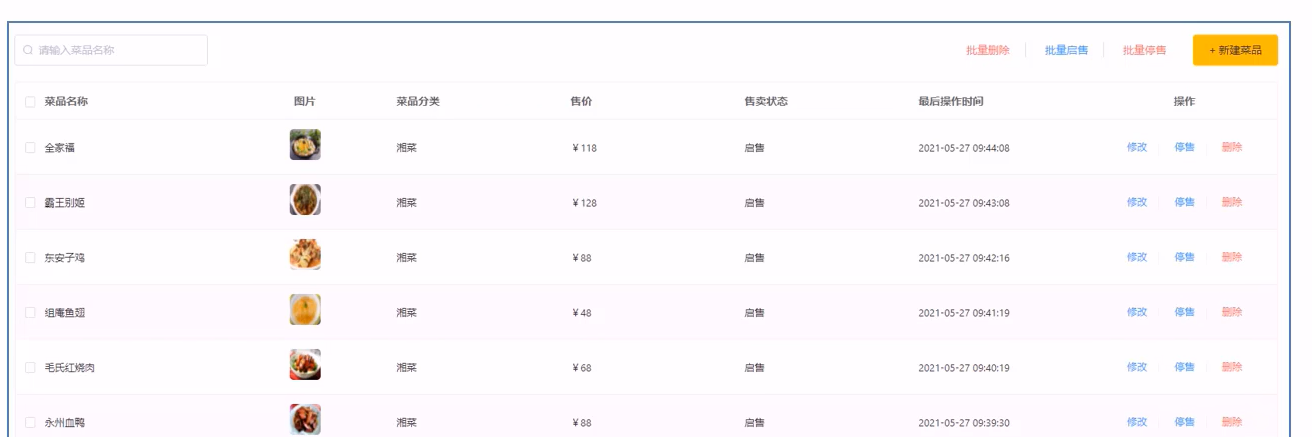 请输入菜品名称 批量删除 批量启售 批量停售 + 新建菜品
菜品名称 图片 菜品分类 售价 售卖状态 最后操作时间 操作
全家福 湘菜 ￥118 启售 2021-05-27 09:44:08 修改 停售 删除
霸王别姬 湘菜 ￥128 启售 2021-05-27 09:43:08 修改 停售 删除
东安子鸡 湘菜 ￥88 启售 2021-05-27 09:42:16 修改 停售 删除
组庵鱼翅 湘菜 ￥48 启售 2021-05-27 09:41:19 修改 停售 删除
毛氏红烧肉 湘菜 ￥68 启售 2021-05-27 09:40:19 修改 停售 删除
永州血鸭 湘菜 ￥88 启售 2021-05-27 09:39:30 修改 停售 删除